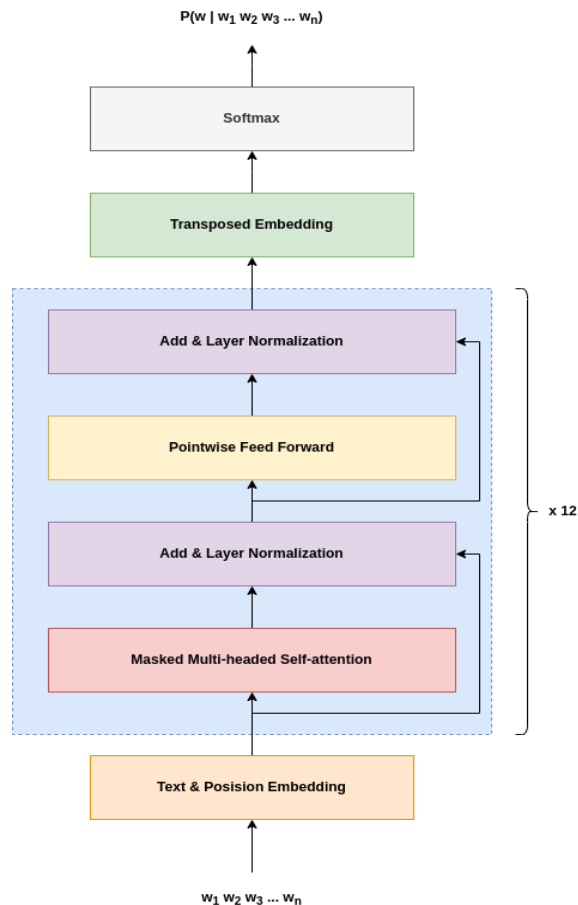 P(w | w₁ w₂ w₃ ... wₙ)
Softmax
Transposed Embedding
Add & Layer Normalization
Pointwise Feed Forward
x 12
Add & Layer Normalization
Masked Multi-headed Self-attention
Text & Posision Embedding
w₁ w₂ w₃ ... wₙ